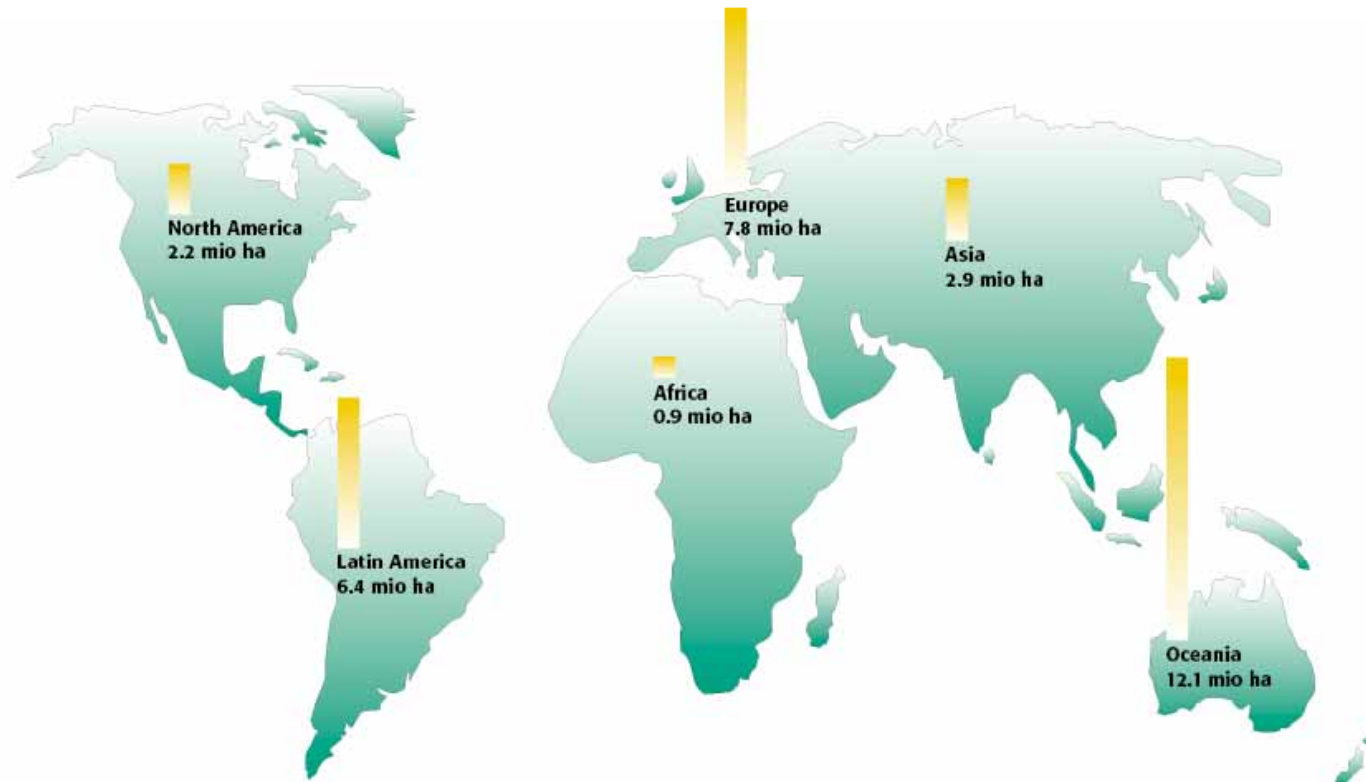 North America
2.2 mio ha
Europe
7.8 mio ha
Asia
2.9 mio ha
Africa
0.9 mio ha
Latin America
6.4 mio ha
Oceania
12.1 mio ha